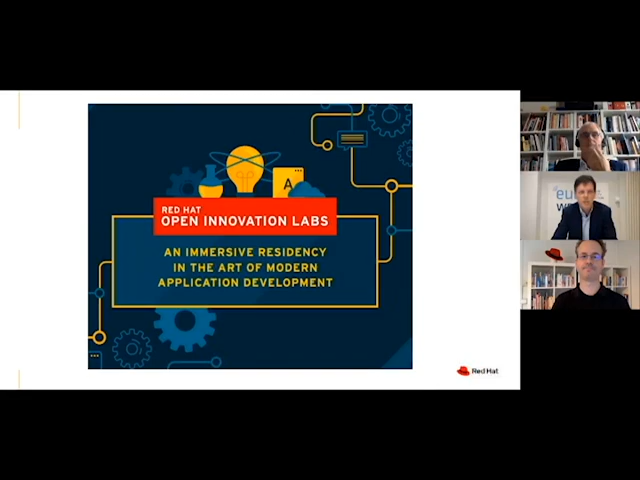 A
RED HAT
OPEN INNOVATION LABS
AN IMMERSIVE RESIDENCY
IN THE ART OF MODERN
APPLICATION DEVELOPMENT
Red Hat